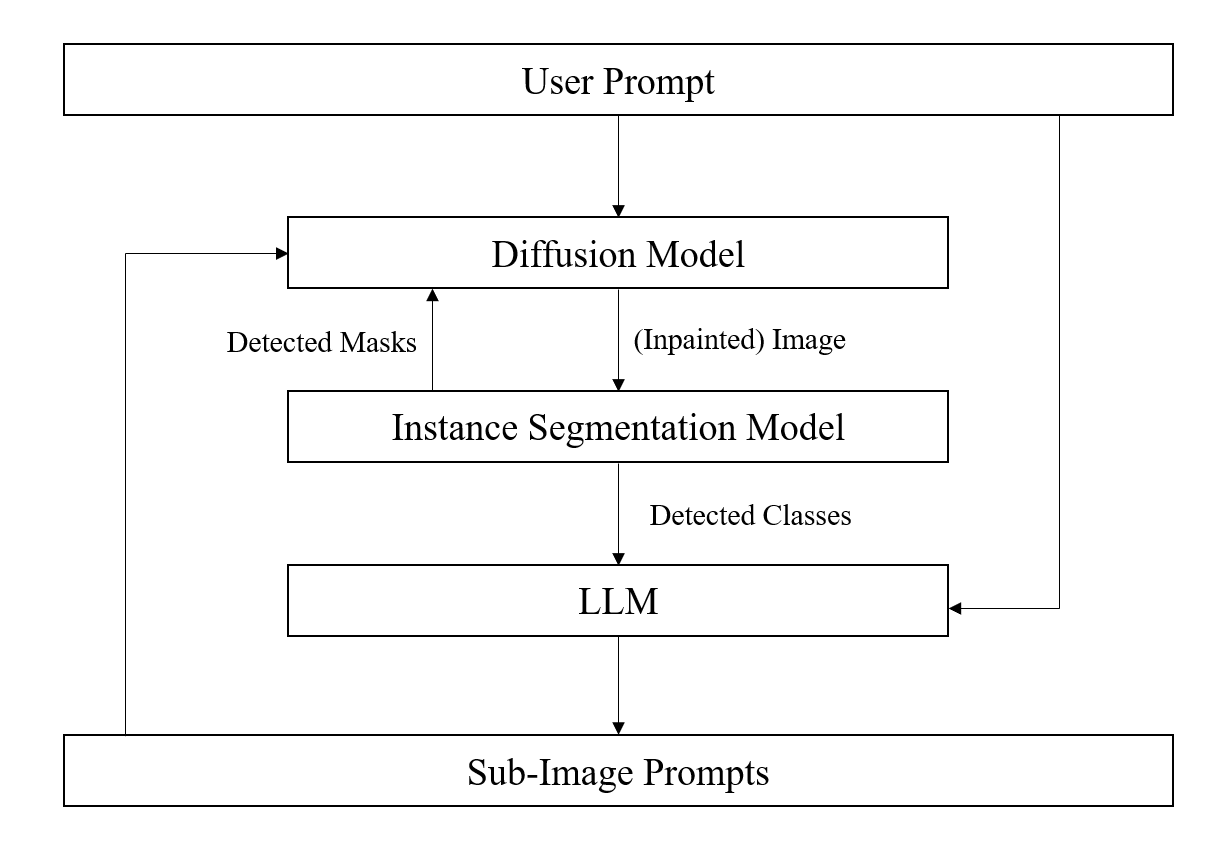 User Prompt
Diffusion Model
Detected Masks
(Inpainted) Image
Instance Segmentation Model
Detected Classes
LLM
Sub-Image Prompts